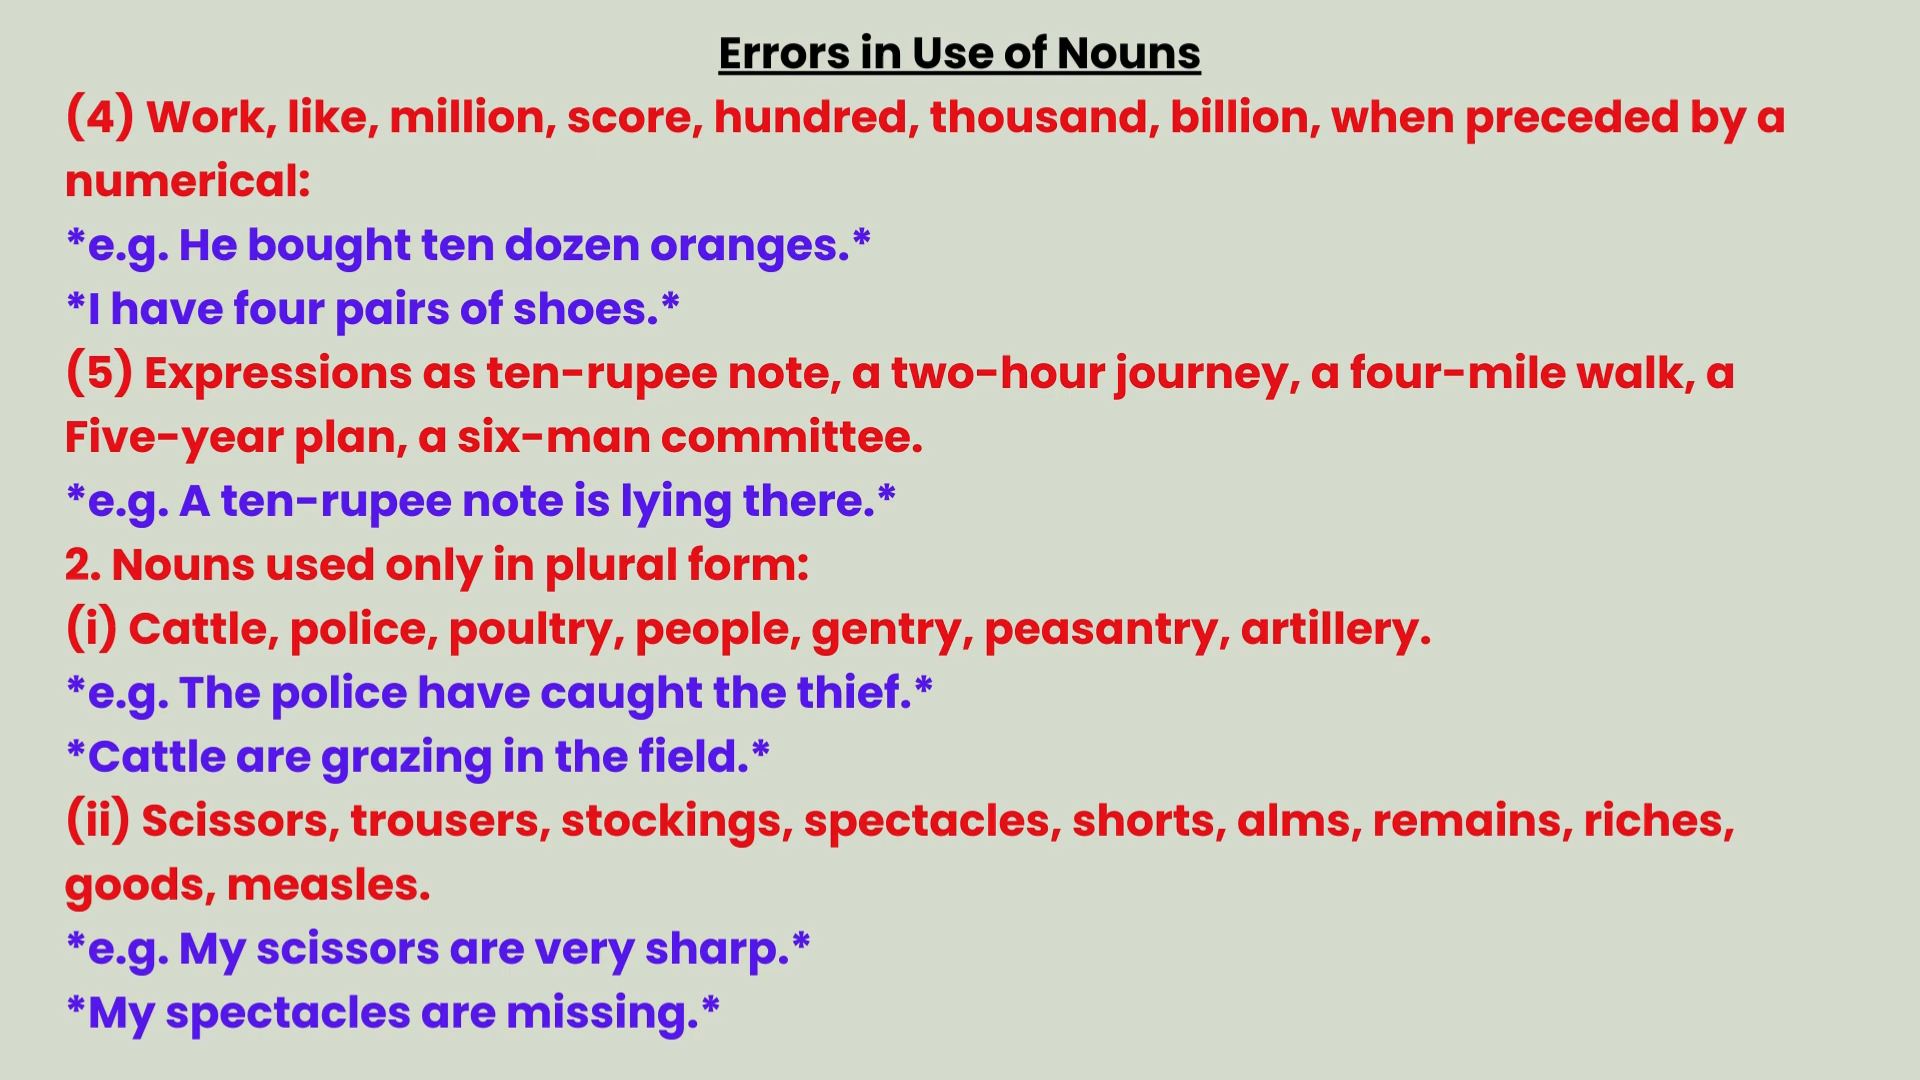 Errors in Use of Nouns
(4) Work, like, million, score, hundred, thousand, billion, when preceded by a
numerical:
*e.g. He bought ten dozen oranges.*
*I have four pairs of shoes.*
(5) Expressions as ten-rupee note, a two-hour journey, a four-mile walk, a
Five-year plan, a six-man committee.
*e.g. A ten-rupee note is lying there.*
2. Nouns used only in plural form:
(i) Cattle, police, poultry, people, gentry, peasantry, artillery.
*e.g. The police have caught the thief.*
*Cattle are grazing in the field.*
(ii) Scissors, trousers, stockings, spectacles, shorts, alms, remains, riches,
goods, measles.
*e.g. My scissors are very sharp.*
*My spectacles are missing.*